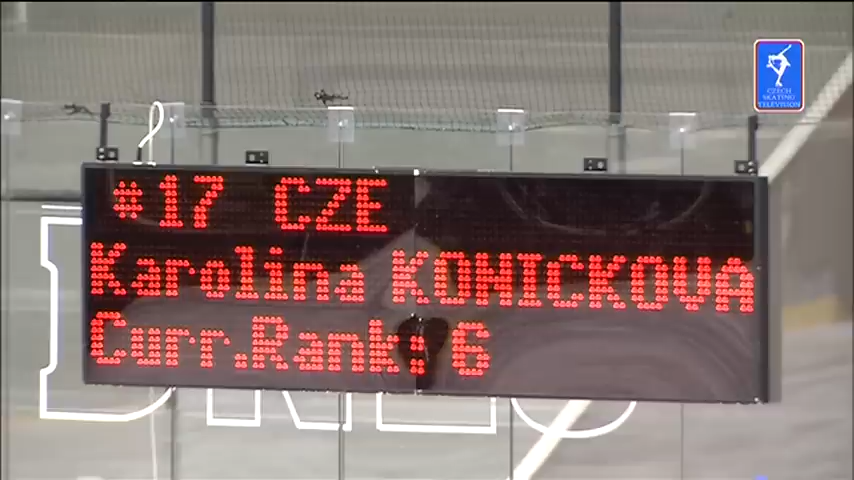 CZECH
SKATING
TELEVISION
*17 CZE
Karolina KONICKOVA
Curr.Rank: 6